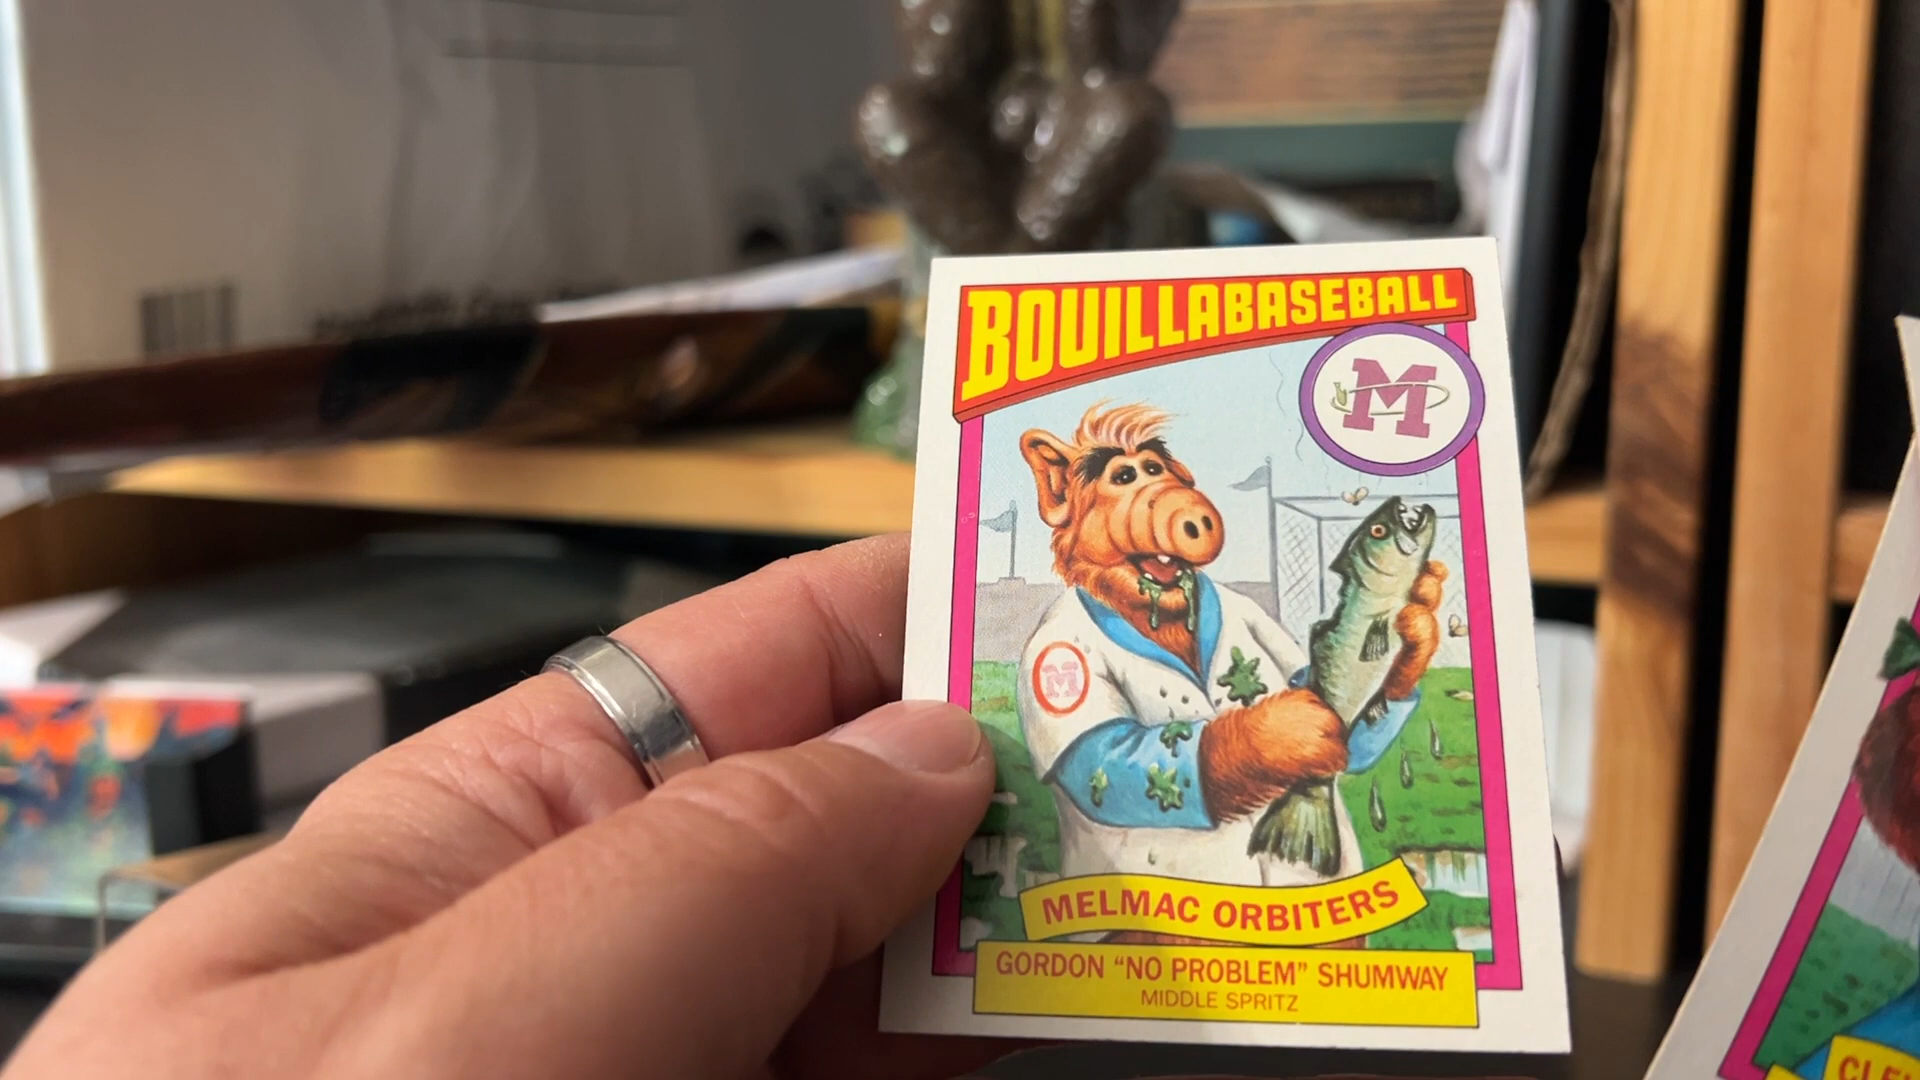 BOUILLABASEBALL
M
M
MELMAC ORBITERS
GORDON “NO PROBLEM” SHUMWAY
MIDDLE SPRITZ